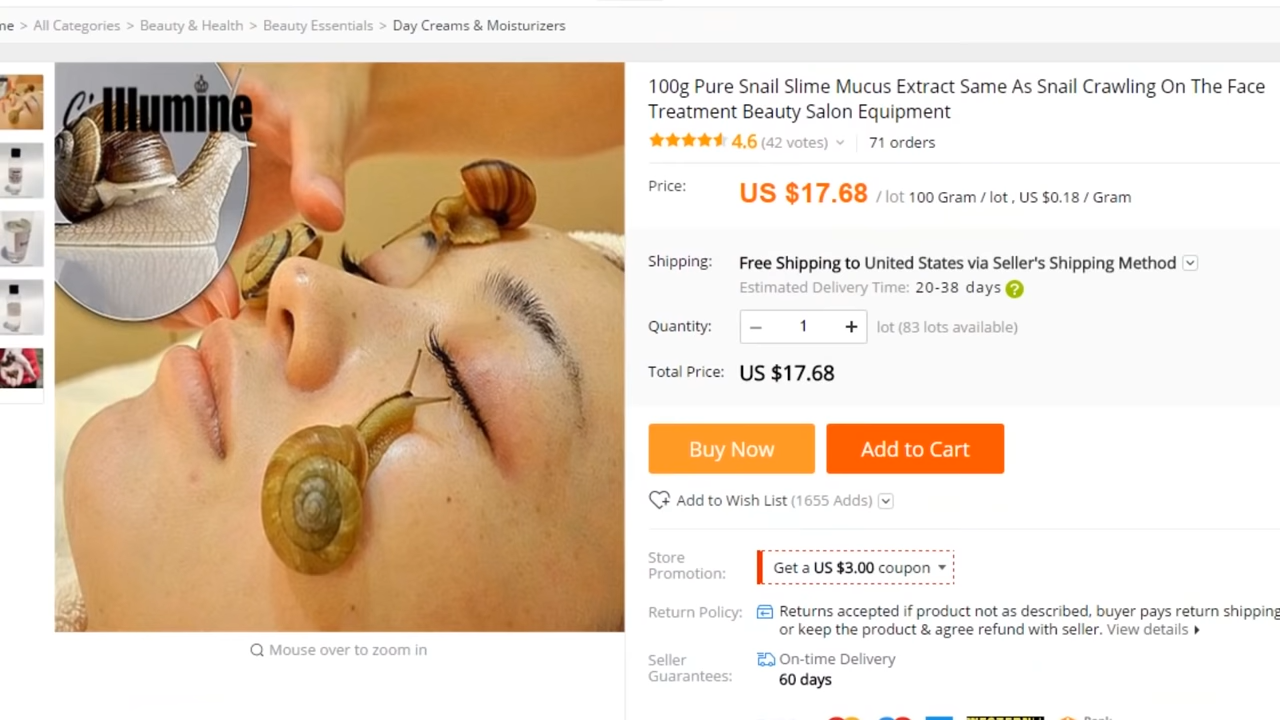 me > All Categories > Beauty & Health > Beauty Essentials > Day Creams & Moisturizers
C' Illumine
100g Pure Snail Slime Mucus Extract Same As Snail Crawling On The Face
Treatment Beauty Salon Equipment
4.6 (42 votes) 71 orders
Price: US $17.68 / lot 100 Gram / lot , US $0.18 / Gram
Shipping: Free Shipping to United States via Seller's Shipping Method
Estimated Delivery Time: 20-38 days ?
Quantity: − 1 + lot (83 lots available)
Total Price: US $17.68
Buy Now Add to Cart
Add to Wish List (1655 Adds)
Store
Promotion: Get a US $3.00 coupon
Return Policy: Returns accepted if product not as described, buyer pays return shipping
or keep the product & agree refund with seller. View details
Mouse over to zoom in
Seller
Guarantees: On-time Delivery
60 days